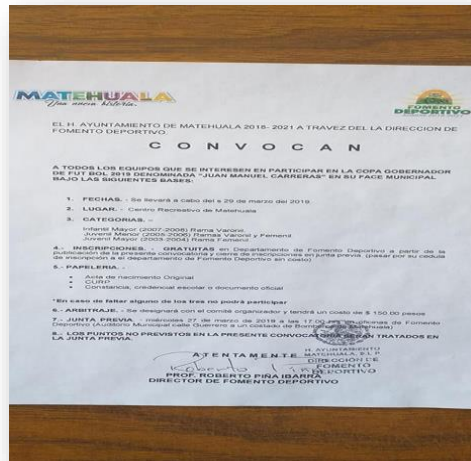 MATEHUALA
Una nueva historia.
FOMENTO
DEPORTIVO
EL H. AYUNTAMIENTO DE MATEHUALA 2018- 2021 A TRAVEZ DEL LA DIRECCION DE
FOMENTO DEPORTIVO.
C O N V O C A N
A TODOS LOS EQUIPOS QUE SE INTERESEN EN PARTICIPAR EN LA COPA GOBERNADOR
DE FUT BOL 2019 DENOMINADA "JUAN MANUEL CARRERAS" EN SU FACE MUNICIPAL
BAJO LAS SIGUIENTES BASES:
1. FECHAS. - Se llevará a cabo del s 29 de marzo del 2019.
2. LUGAR. - Centro Recreativo de Matehuala
3. CATEGORIAS. -
Infantil Mayor (2007-2008) Rama Varonil.
Juvenil Menor (2005-2006) Ramas Varonil y Femenil
Juvenil Mayor (2003-2004) Rama Femenil
4.- INSCRIPCIONES. - GRATUITAS en Departamento de Fomento Deportivo a partir de la
publicación de la presente convocatoria y cierre de inscripciones en junta previa. (pasar por su cedula
de inscripción a el departamento de Fomento Deportivo sin costo)
5.- PAPELERIA. -
• Acta de nacimiento Original
• CURP
• Constancia, credencial escolar o documento oficial
*En caso de faltar alguno de los tres no podrá participar
6.- ARBITRAJE. - Se designará con el comité organizador y tendrá un costo de $ 150.00 pesos
7.- JUNTA PREVIA. - miércoles 27 de marzo de 2019 a las 17:00 oficinas de Fomento
Deportivo (Auditorio Municipal calle Guerrero a un costado de Bomberos Matehuala)
8.- LOS PUNTOS NO PREVISTOS EN LA PRESENTE CONVOCATORIA SERAN TRATADOS EN
LA JUNTA PREVIA.
A T E N T A M E N T E
H. AYUNTAMIENTO
MATEHUALA, S.L.P.
DIRECCIÓN DE
FOMENTO
DEPORTIVO
Roberto Piña
PROF. ROBERTO PIÑA IBARRA
DIRECTOR DE FOMENTO DEPORTIVO